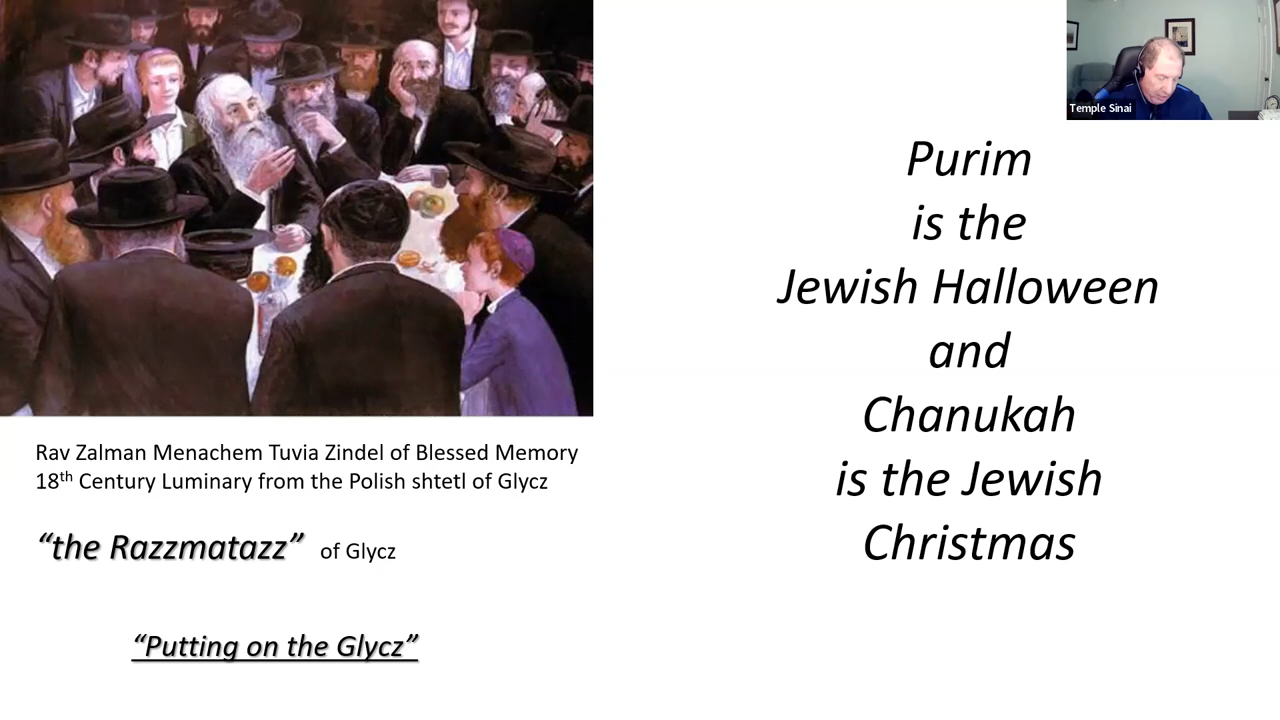 Rav Zalman Menachem Tuvia Zindel of Blessed Memory
18th Century Luminary from the Polish shtetl of Glycz
“the Razzmatazz” of Glycz
“Putting on the Glycz”
Temple Sinai
Purim
is the
Jewish Halloween
and
Chanukah
is the Jewish
Christmas